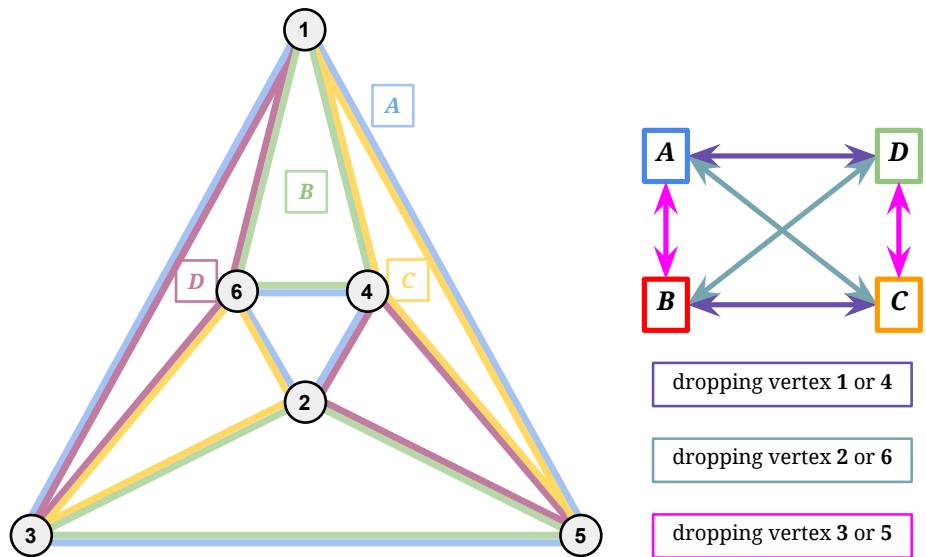 1
A
B
D
C
6
4
2
3
5
A
D
B
C
dropping vertex 1 or 4
dropping vertex 2 or 6
dropping vertex 3 or 5